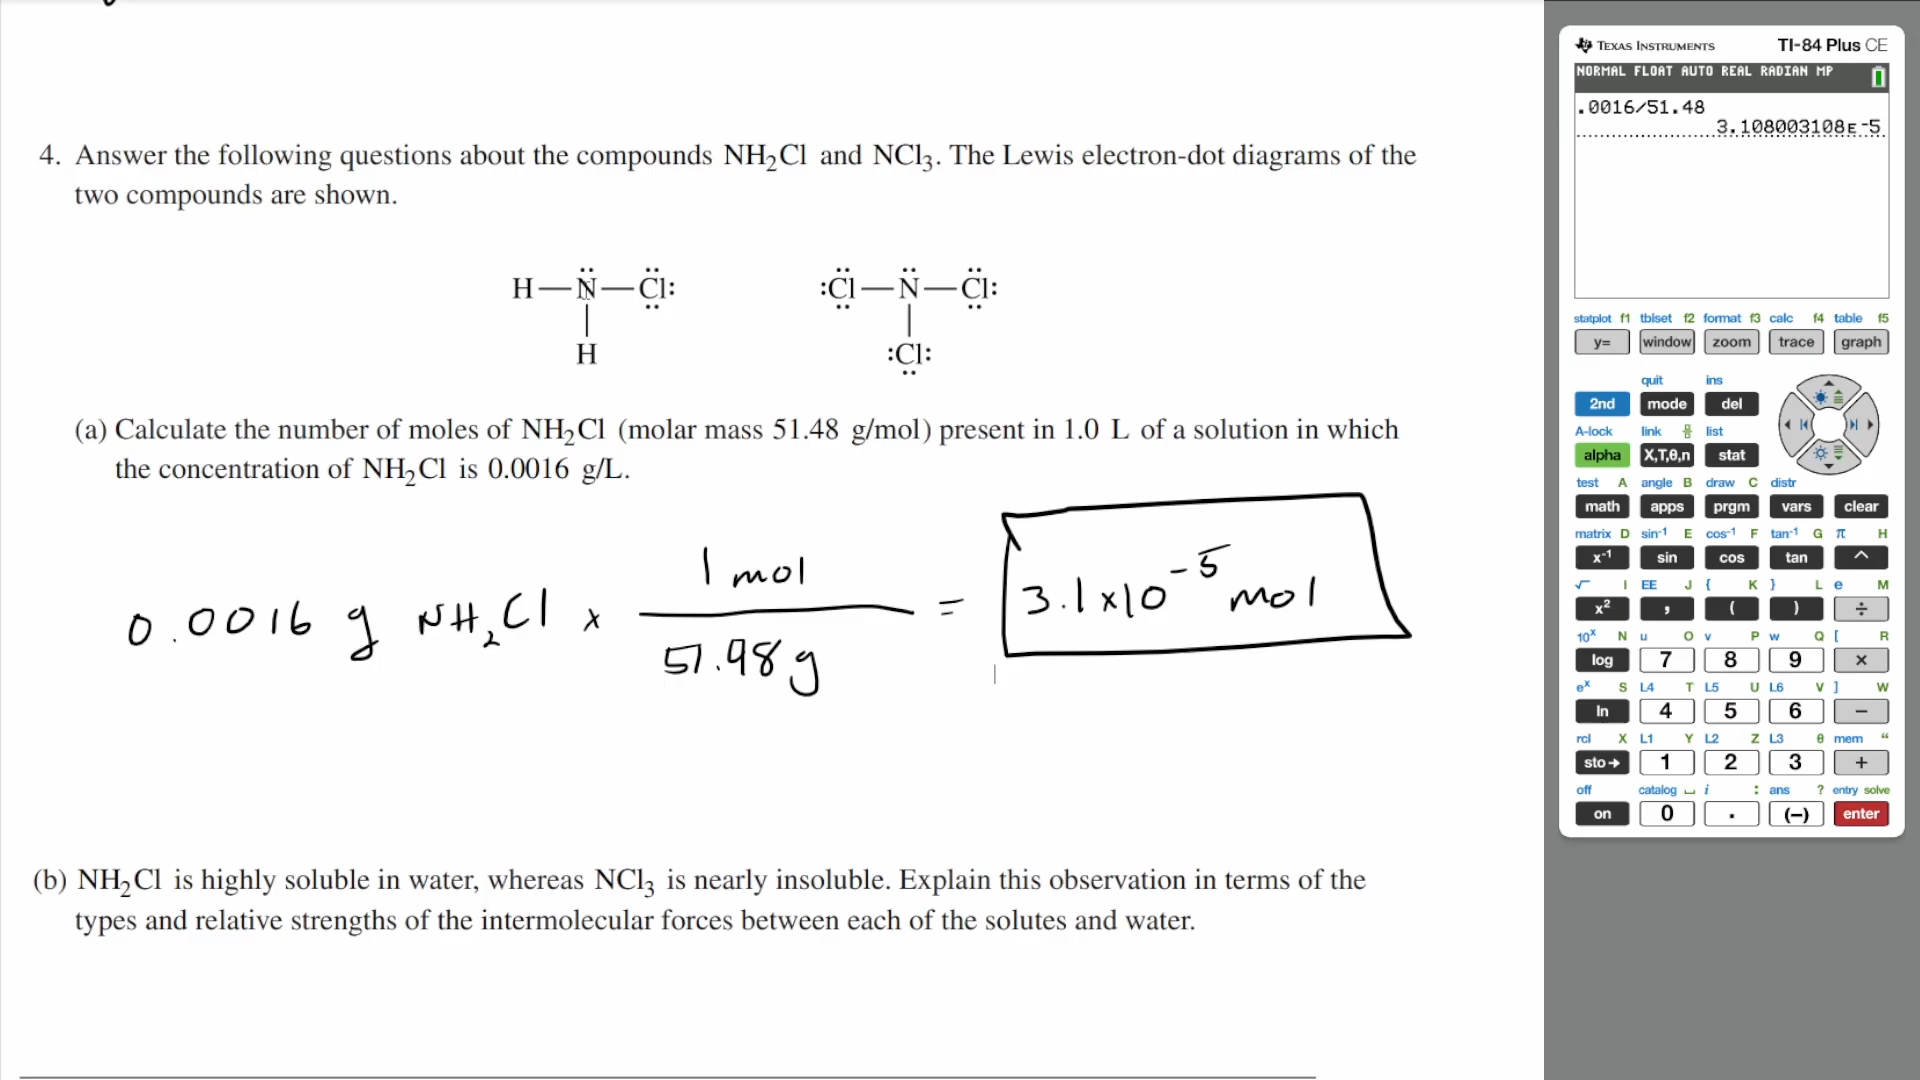 4. Answer the following questions about the compounds NH₂Cl and NCl₃. The Lewis electron-dot diagrams of the
two compounds are shown.
H—N—Cl:
H
:Cl—N—Cl:
:Cl:
(a) Calculate the number of moles of NH₂Cl (molar mass 51.48 g/mol) present in 1.0 L of a solution in which
the concentration of NH₂Cl is 0.0016 g/L.
0.0016 g NH₂Cl x 1 mol / 51.98g = 3.1x10⁻⁵ mol
(b) NH₂Cl is highly soluble in water, whereas NCl₃ is nearly insoluble. Explain this observation in terms of the
types and relative strengths of the intermolecular forces between each of the solutes and water.
TEXAS INSTRUMENTS TI-84 Plus CE
NORMAL FLOAT AUTO REAL RADIAN MP
.0016/51.48
3.108003108E-5
statplot f1 tblset f2 format f3 calc f4 table f5
y= window zoom trace graph
quit ins
2nd mode del
A-lock link list
alpha X,T,θ,n stat
test A angle B draw C distr
math apps prgm vars clear
matrix D sin⁻¹ E cos⁻¹ F tan⁻¹ G π H
x⁻¹ sin cos tan ^
√ I EE J { K } L e M
x² , ( ) ÷
10ˣ N u O v P w Q [ R
log 7 8 9 ×
eˣ S L4 T L5 U L6 V ] W
ln 4 5 6 −
rcl X L1 Y L2 Z L3 θ mem "
sto→ 1 2 3 +
off catalog ⎵ i : ans ? entry solve
on 0 . (−) enter